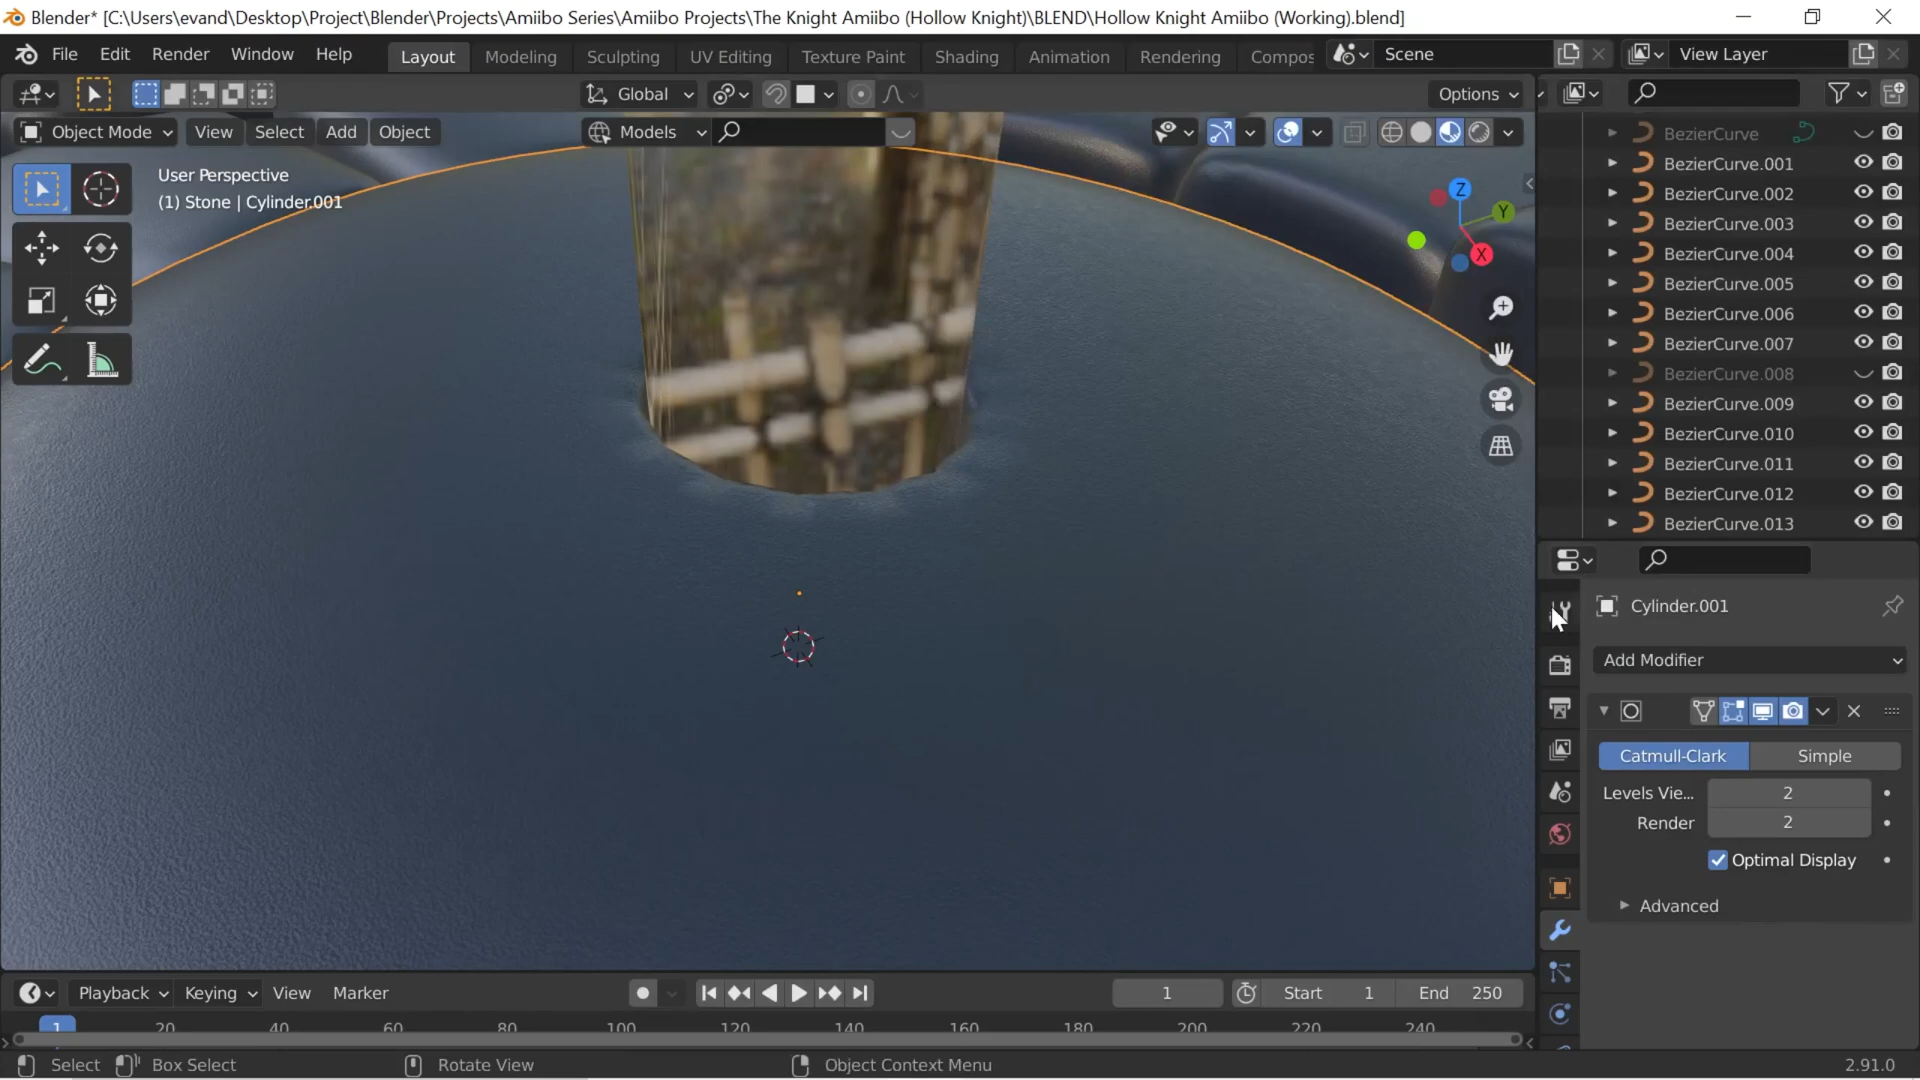 Blender* [C:\Users\evand\Desktop\Project\Blender\Projects\Amiibo Series\Amiibo Projects\The Knight Amiibo (Hollow Knight)\BLEND\Hollow Knight Amiibo (Working).blend]
File Edit Render Window Help Layout Modeling Sculpting UV Editing Texture Paint Shading Animation Rendering Compos Scene View Layer
Global Options
Object Mode View Select Add Object Models
User Perspective
(1) Stone | Cylinder.001
Z
Y
X
BezierCurve
BezierCurve.001
BezierCurve.002
BezierCurve.003
BezierCurve.004
BezierCurve.005
BezierCurve.006
BezierCurve.007
BezierCurve.008
BezierCurve.009
BezierCurve.010
BezierCurve.011
BezierCurve.012
BezierCurve.013
Cylinder.001
Add Modifier
Catmull-Clark Simple
Levels Vie... 2
Render 2
Optimal Display
Advanced
Playback Keying View Marker 1 Start 1 End 250
1 20 40 60 80 100 120 140 160 180 200 220 240
Select Box Select Rotate View Object Context Menu 2.91.0